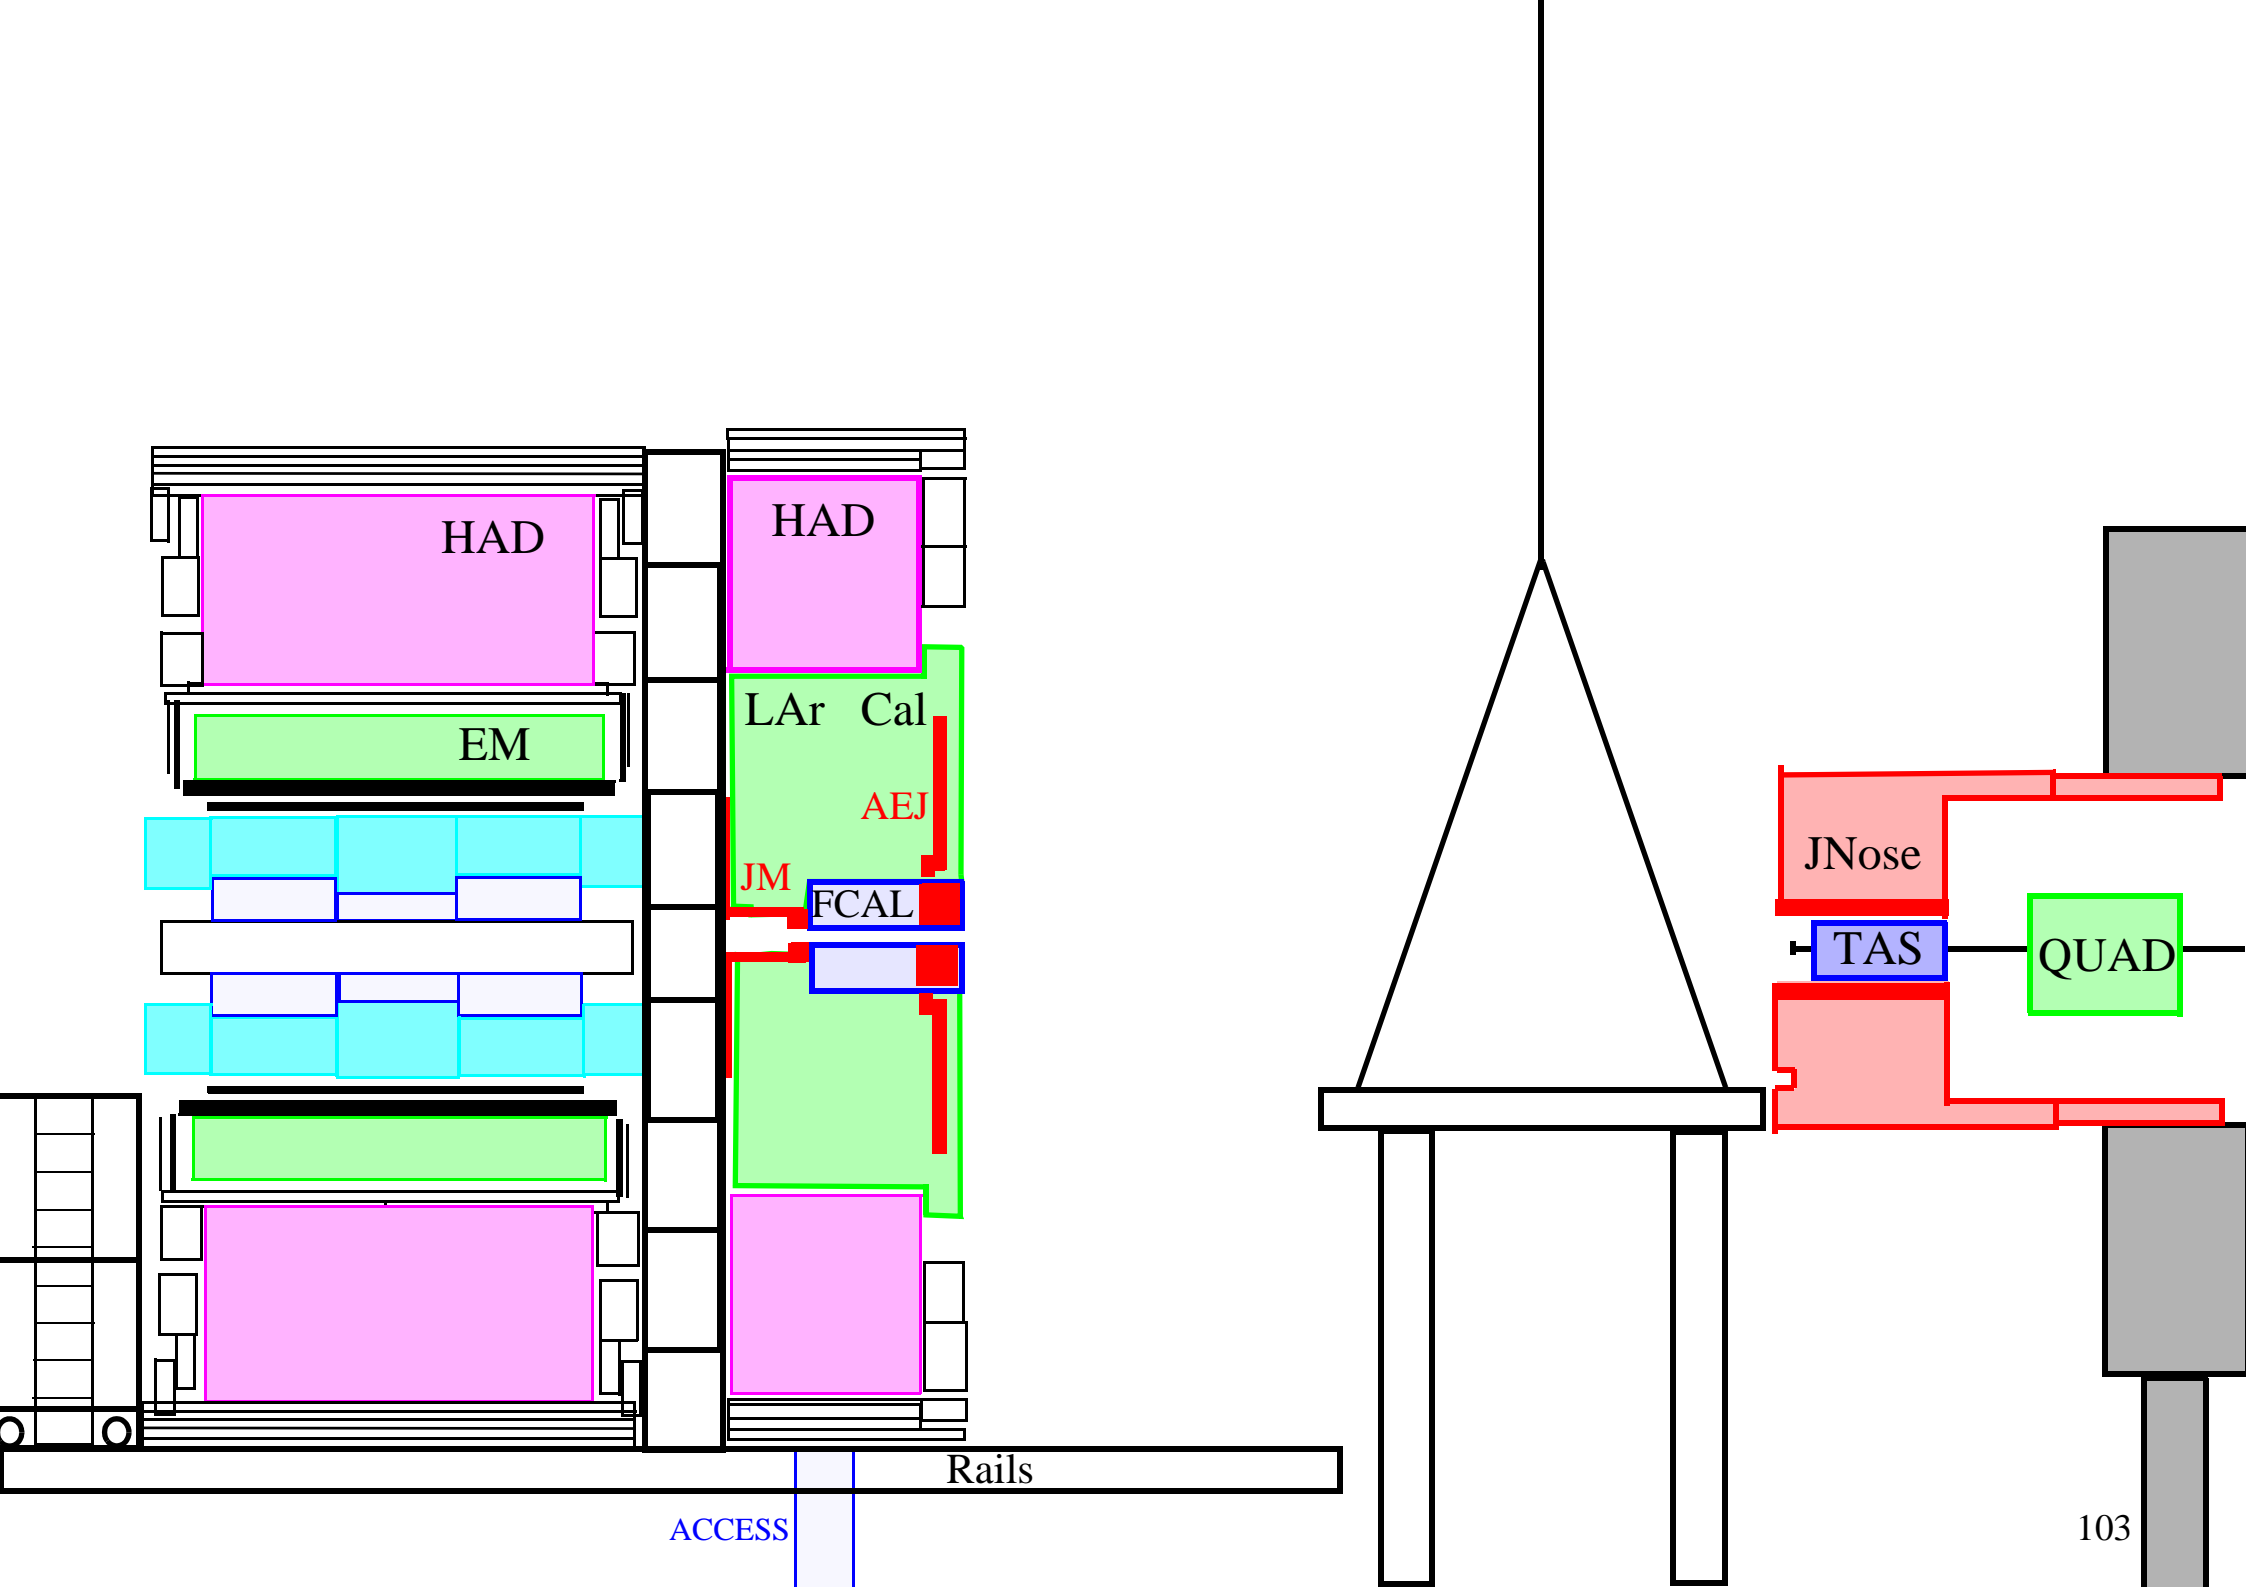 HAD
HAD
LAr Cal
EM
AEJ
JM
FCAL
JNose
TAS
QUAD
Rails
ACCESS
103